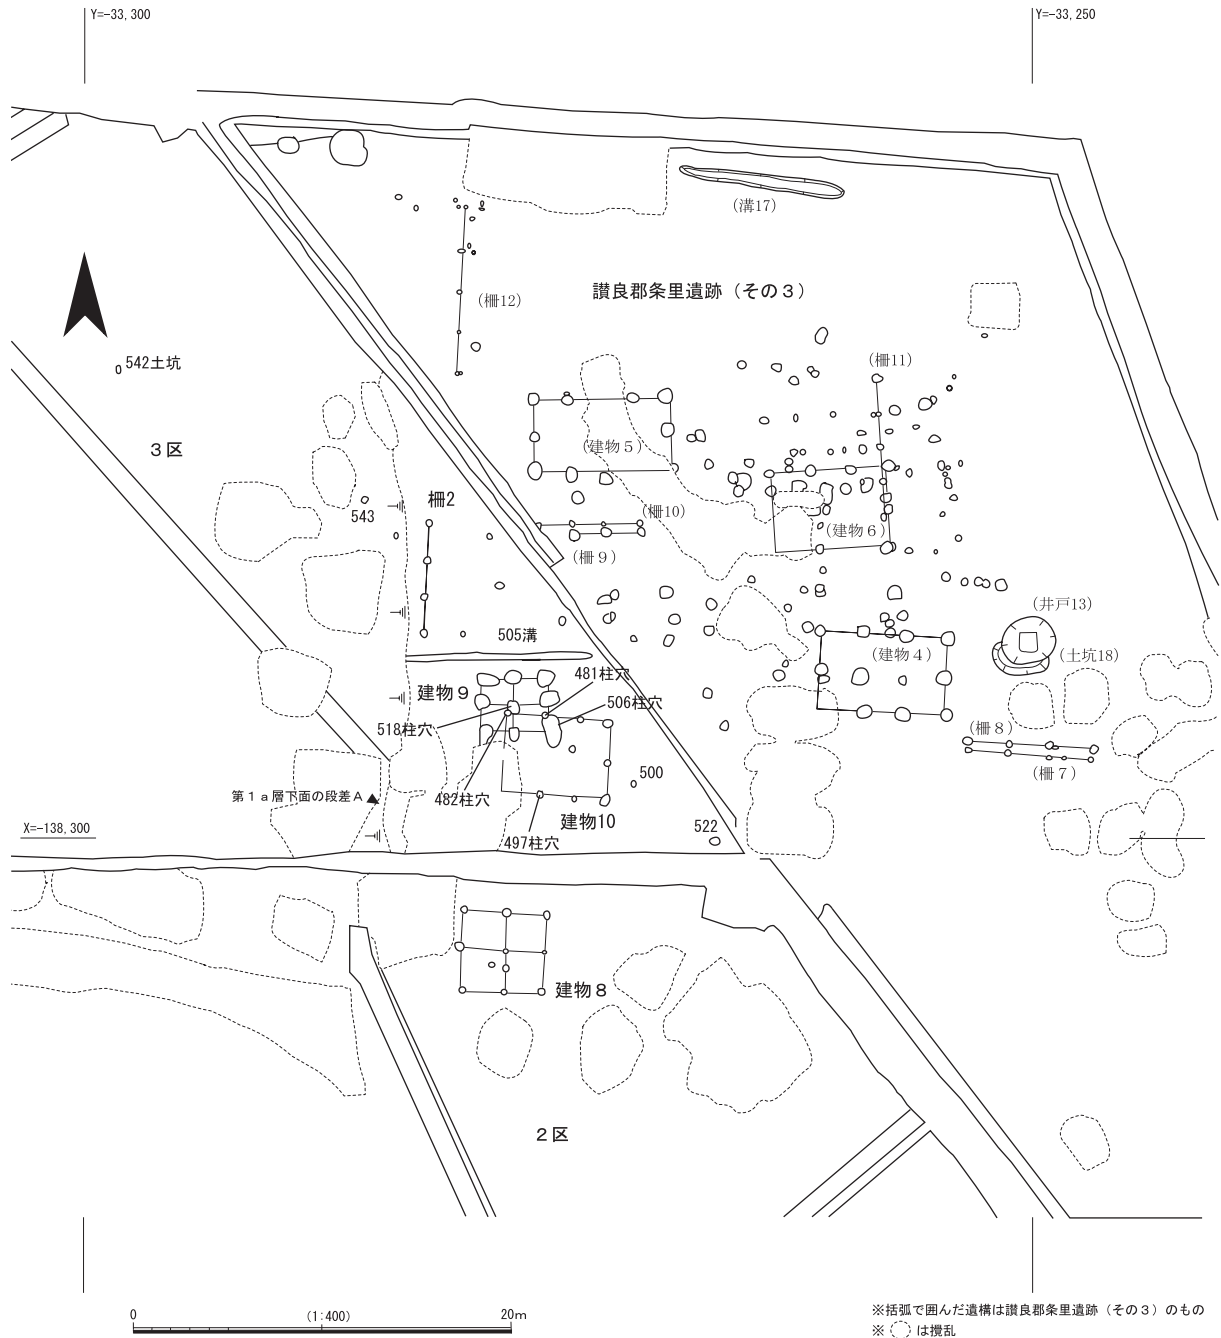 Y=-33,300
Y=-33,250
(溝17)
讃良郡条里遺跡（その３）
(柵12)
542土坑
(柵11)
３区
(建物５)
柵2
543
(柵10)
(建物６)
(柵９)
(井戸13)
505溝
(建物４)
(土坑18)
481柱穴
建物９
506柱穴
518柱穴
(柵８)
500
(柵７)
第１a層下面の段差A
482柱穴
建物10
522
X=-138,300
497柱穴
建物８
２区
0
(1:400)
20m
※括弧で囲んだ遺構は讃良郡条里遺跡（その３）のもの
※ は攪乱